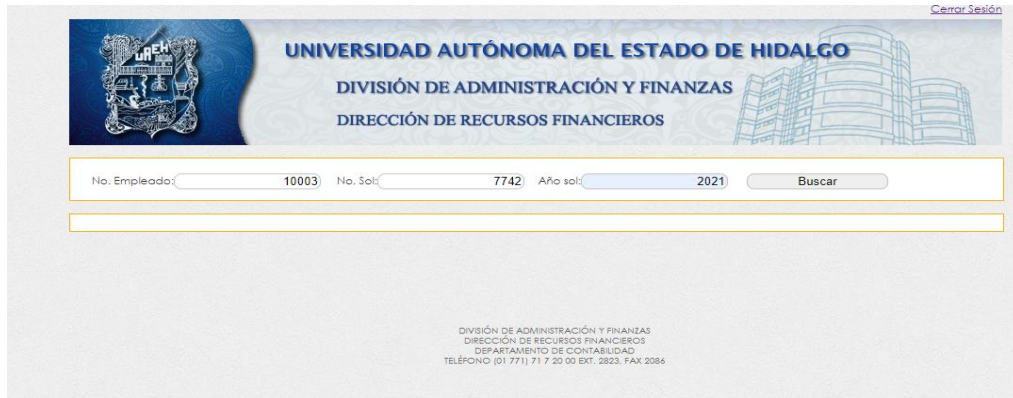 Cerrar Sesión
UAEH
UNIVERSIDAD AUTÓNOMA DEL ESTADO DE HIDALGO
DIVISIÓN DE ADMINISTRACIÓN Y FINANZAS
DIRECCIÓN DE RECURSOS FINANCIEROS
No. Empleado: 10003 No. Sol: 7742 Año sol: 2021 Buscar
DIVISIÓN DE ADMINISTRACIÓN Y FINANZAS
DIRECCIÓN DE RECURSOS FINANCIEROS
DEPARTAMENTO DE CONTABILIDAD
TELÉFONO (01 771) 71 7 20 00 EXT. 2823, FAX 2086